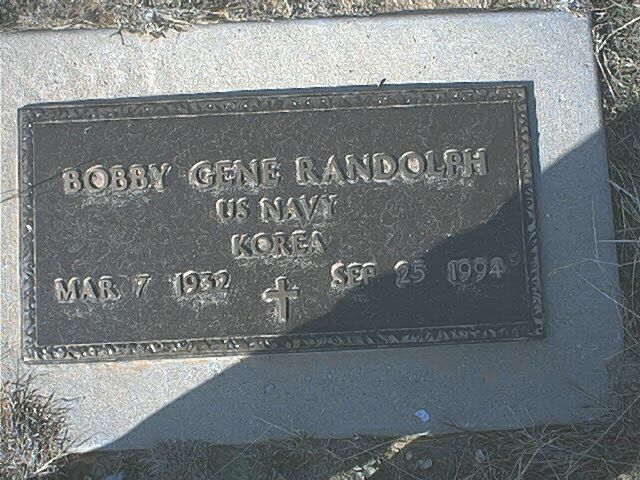 BOBBY GENE RANDOLPH
US NAVY
KOREA
MAR 7 1932 SEP 25 1994